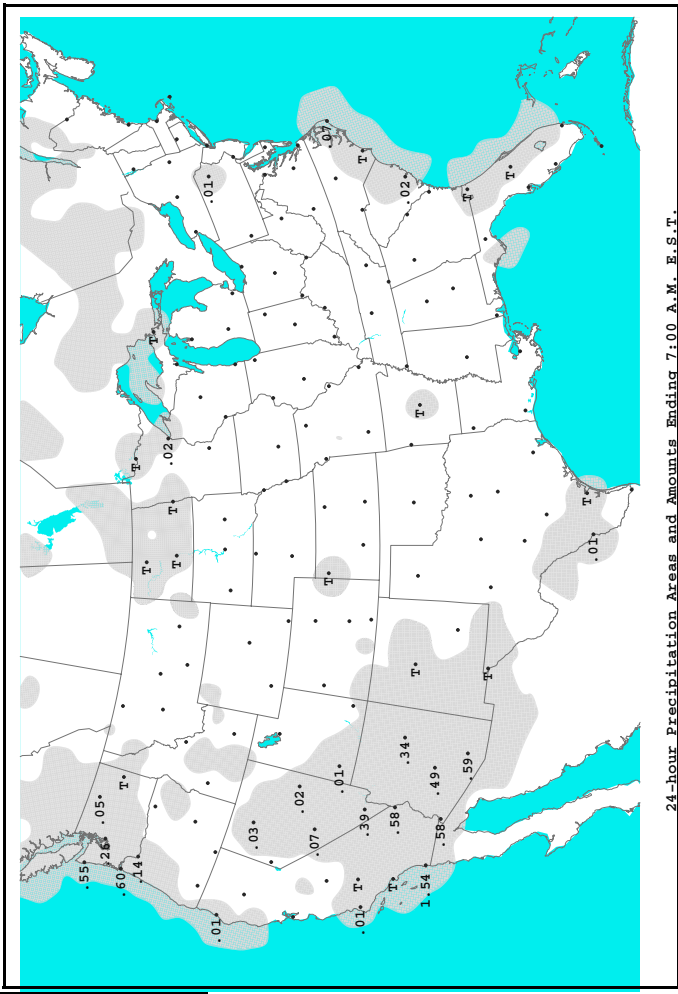 .55
.05
.26
.60
T
.14
T
T
T
.02
T
T
.01
.01
.03
.02
.07
.07
T
.01
T
.01
T
.39
T
.58
.34
.02
T
T
1.54
.49
.58
T
.59
T
T
T
.01
24-hour Precipitation Areas and Amounts Ending 7:00 A.M. E.S.T.